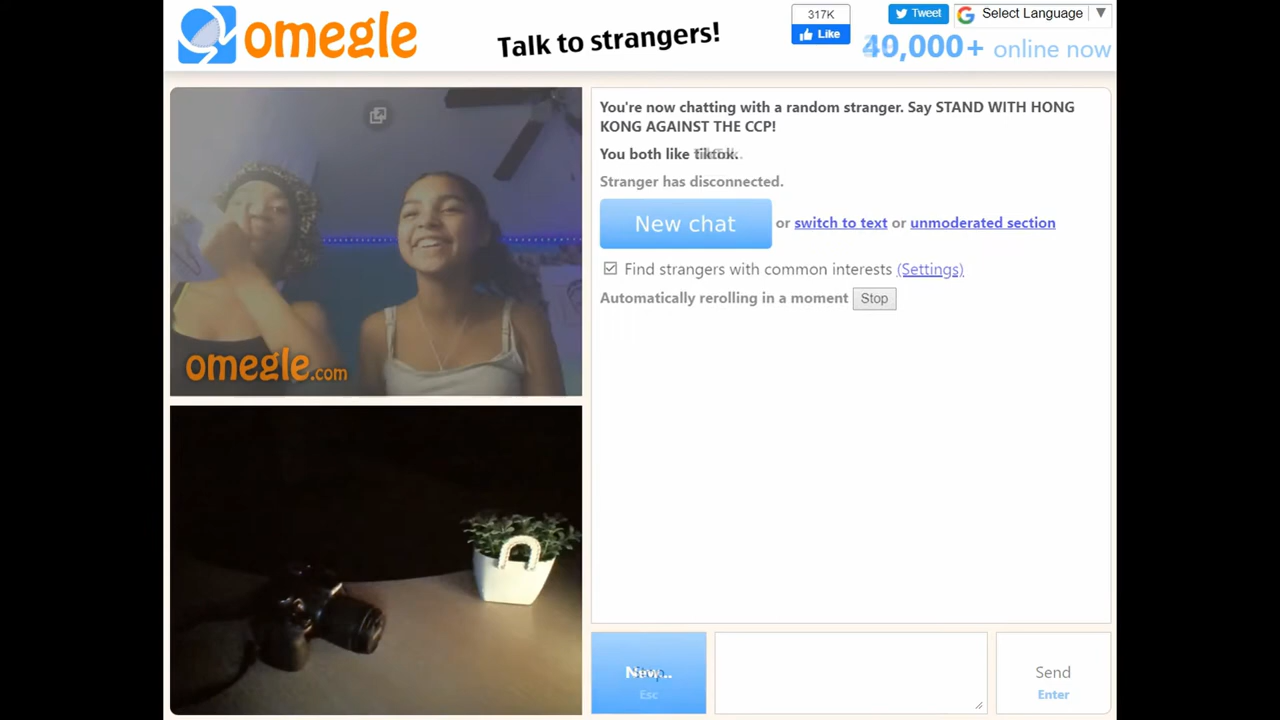 omegle
Talk to strangers!
317K
Like
Tweet
Select Language
40,000+ online now
You're now chatting with a random stranger. Say STAND WITH HONG
KONG AGAINST THE CCP!
You both like tiktok.
Stranger has disconnected.
New chat or switch to text or unmoderated section
Find strangers with common interests (Settings)
Automatically rerolling in a moment Stop
omegle.com
New...
Esc
Send
Enter